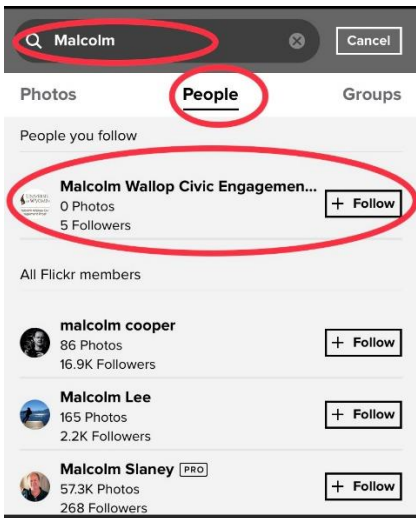 Malcolm
Cancel
Photos People Groups
People you follow
Malcolm Wallop Civic Engagemen...
0 Photos
5 Followers
+ Follow
All Flickr members
malcolm cooper
86 Photos
16.9K Followers
+ Follow
Malcolm Lee
165 Photos
2.2K Followers
+ Follow
Malcolm Slaney PRO
57.3K Photos
268 Followers
+ Follow